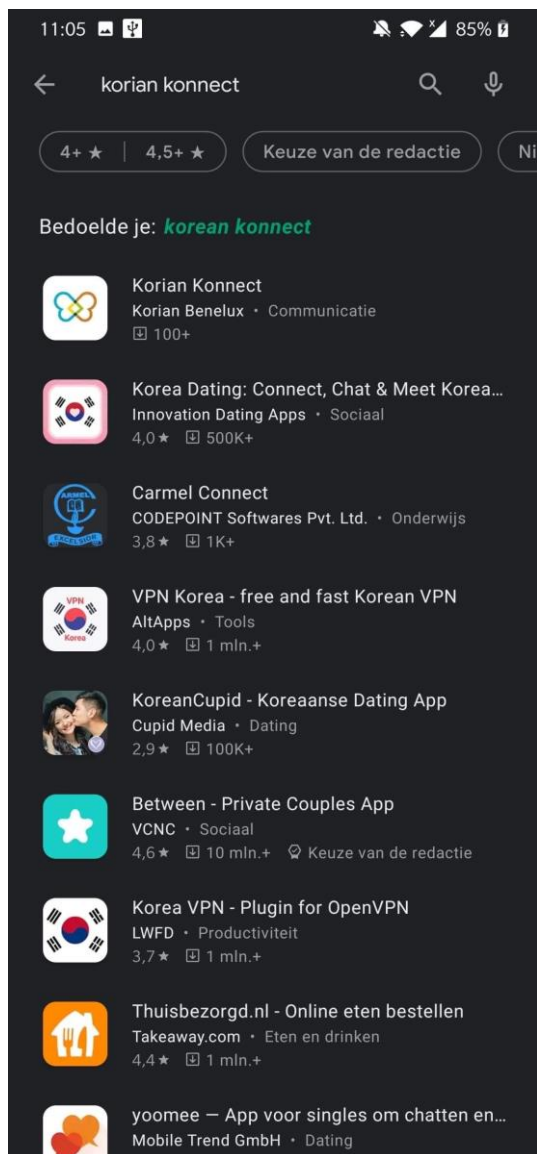 11:05 85%
korian konnect
4+ ★ | 4,5+ ★ Keuze van de redactie Ni
Bedoelde je: korean konnect
Korian Konnect
Korian Benelux • Communicatie
100+
Korea Dating: Connect, Chat & Meet Korea...
Innovation Dating Apps • Sociaal
4,0 ★ 500K+
CARMEL
EXCELSIOR
Carmel Connect
CODEPOINT Softwares Pvt. Ltd. • Onderwijs
3,8 ★ 1K+
VPN
Korea
VPN Korea - free and fast Korean VPN
AltApps • Tools
4,0 ★ 1 mln.+
KoreanCupid - Koreaanse Dating App
Cupid Media • Dating
2,9 ★ 100K+
Between - Private Couples App
VCNC • Sociaal
4,6 ★ 10 mln.+ Keuze van de redactie
Korea VPN - Plugin for OpenVPN
LWFD • Productiviteit
3,7 ★ 1 mln.+
Thuisbezorgd.nl - Online eten bestellen
Takeaway.com • Eten en drinken
4,4 ★ 1 mln.+
yoomee — App voor singles om chatten en...
Mobile Trend GmbH • Dating